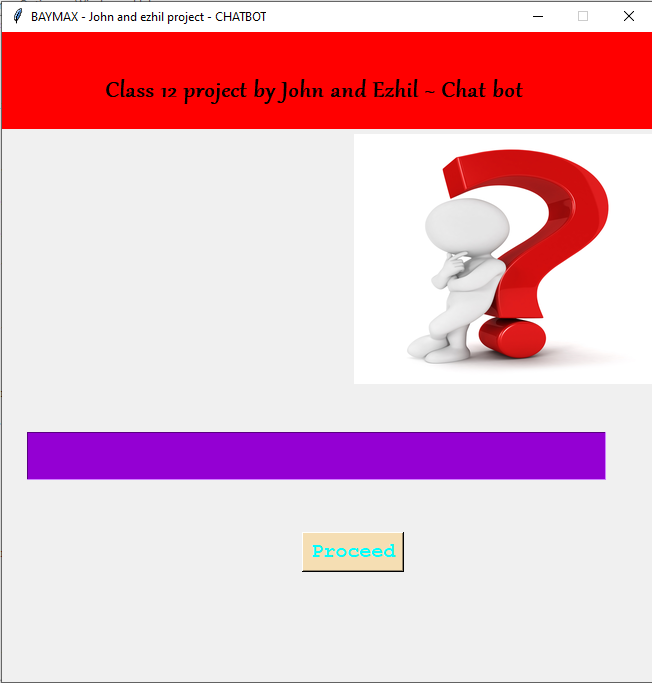 BAYMAX - John and ezhil project - CHATBOT
Class 12 project by John and Ezhil ~ Chat bot
Proceed